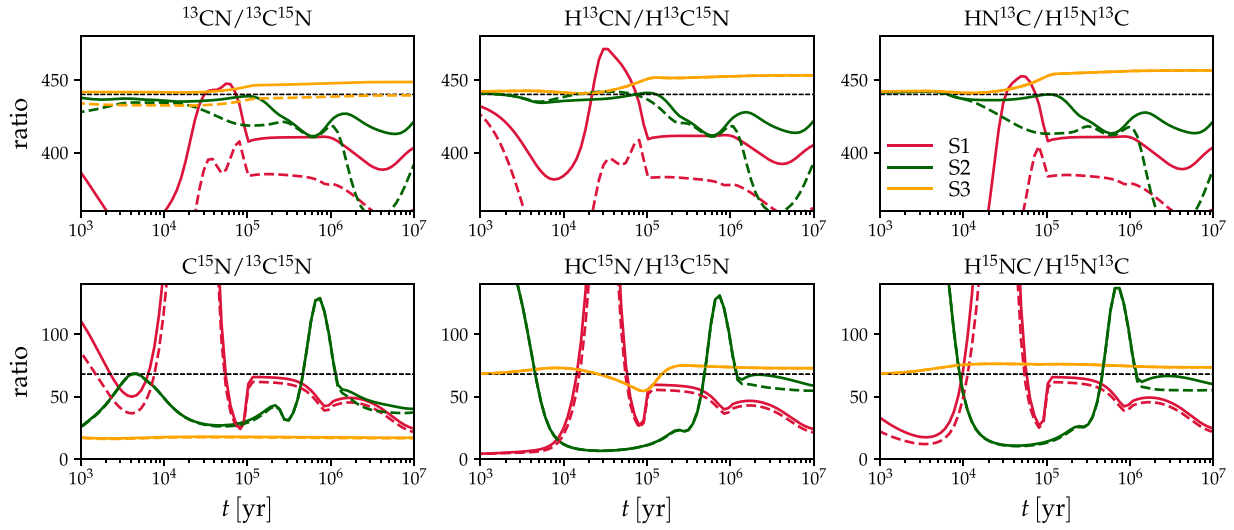 ¹³CN/¹³C¹⁵N
H¹³CN/H¹³C¹⁵N
HN¹³C/H¹⁵N¹³C
ratio
450
400
10³ 10⁴ 10⁵ 10⁶ 10⁷
450
400
10³ 10⁴ 10⁵ 10⁶ 10⁷
450
400
S1
S2
S3
10³ 10⁴ 10⁵ 10⁶ 10⁷
C¹⁵N/¹³C¹⁵N
HC¹⁵N/H¹³C¹⁵N
H¹⁵NC/H¹⁵N¹³C
ratio
100
50
0
10³ 10⁴ 10⁵ 10⁶ 10⁷
t [yr]
100
50
0
10³ 10⁴ 10⁵ 10⁶ 10⁷
t [yr]
100
50
0
10³ 10⁴ 10⁵ 10⁶ 10⁷
t [yr]